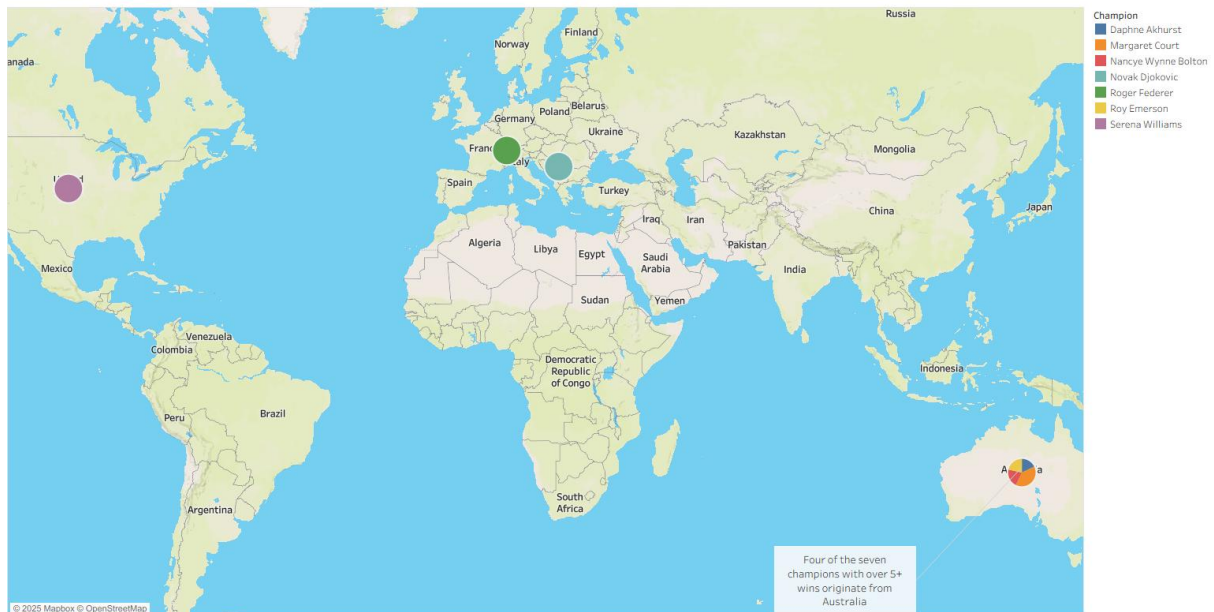 Russia
Finland
Norway
anada
Poland
Belarus
Germany
Ukraine
Kazakhstan
Franc
Mongolia
Italy
Spain
Turkey
China
Japan
Iraq
Iran
Algeria
Libya
Egypt
Pakistan
Saudi
Arabia
Mexico
India
Sudan
Yemen
Venezuela
Colombia
Democratic
Republic
of Congo
Indonesia
Peru
Brazil
South
Africa
Argentina
Four of the seven
champions with over 5+
wins originate from
Australia
© 2025 Mapbox © OpenStreetMap
Champion
Daphne Akhurst
Margaret Court
Nancye Wynne Bolton
Novak Djokovic
Roger Federer
Roy Emerson
Serena Williams